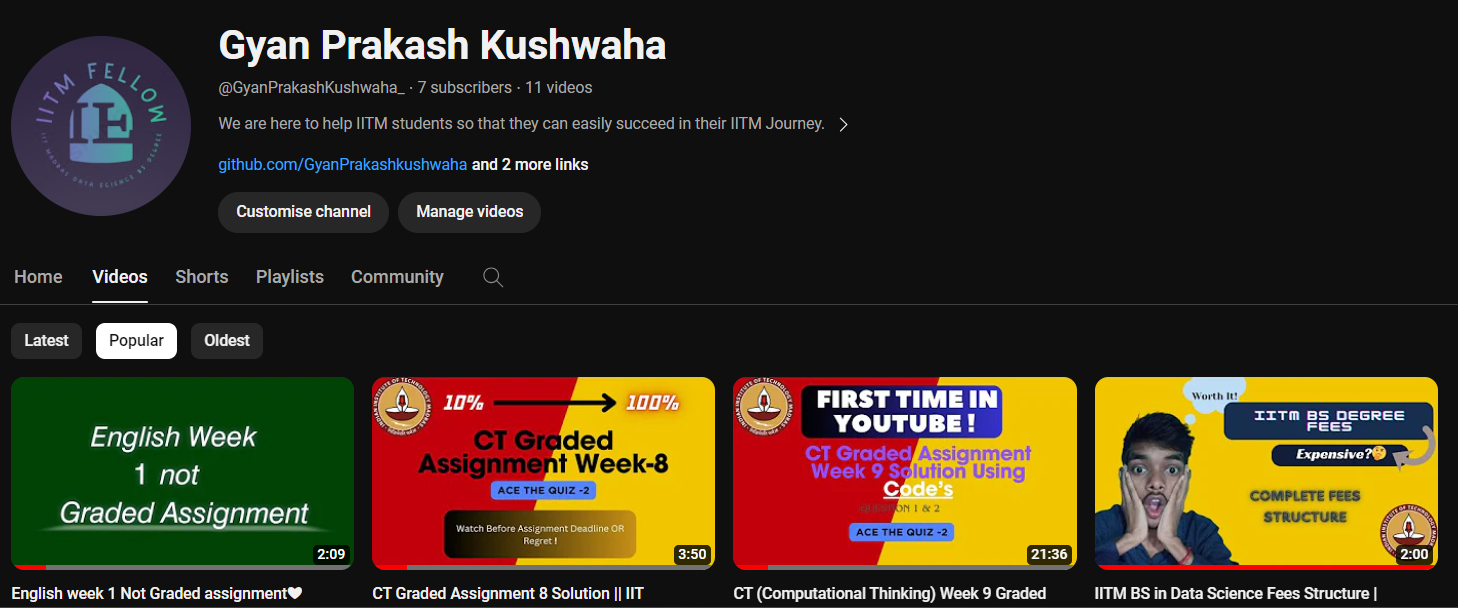 Gyan Prakash Kushwaha
@GyanPrakashKushwaha_ · 7 subscribers · 11 videos
We are here to help IITM students so that they can easily succeed in their IITM Journey.
github.com/GyanPrakashkushwaha and 2 more links
Customise channel Manage videos
IITM FELLOW
IIT MADRAS DATA SCIENCE BS DEGREE
Home Videos Shorts Playlists Community
Latest Popular Oldest
English Week
1 not
Graded Assignment
2:09
10% 100%
CT Graded
Assignment Week-8
ACE THE QUIZ -2
Watch Before Assignment Deadline OR
Regret !
3:50
FIRST TIME IN
YOUTUBE !
CT Graded Assignment
Week 9 Solution Using
Code's
QUESTION 1 & 2
ACE THE QUIZ -2
21:36
Worth It!
IITM BS DEGREE
FEES
Expensive?🤔
COMPLETE FEES
STRUCTURE
2:00
English week 1 Not Graded assignment❤
CT Graded Assignment 8 Solution || IIT
CT (Computational Thinking) Week 9 Graded
IITM BS in Data Science Fees Structure |